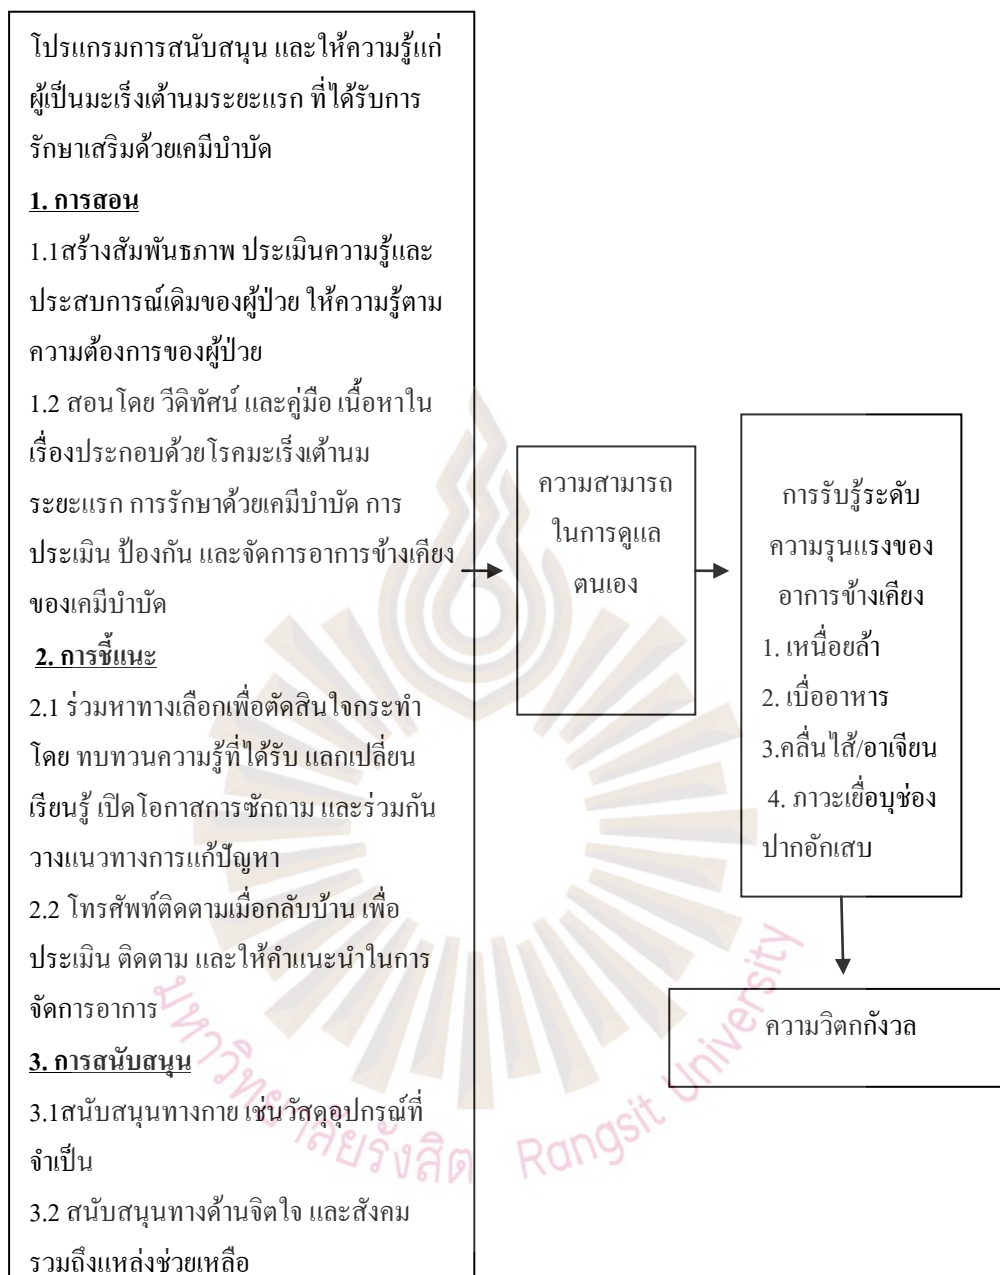 โปรแกรมการสนับสนุน และให้ความรู้แก่
ผู้เป็นมะเร็งเต้านมระยะแรก ที่ได้รับการ
รักษาเสริมด้วยเคมีบำบัด
1. การสอน
1.1สร้างสัมพันธภาพ ประเมินความรู้และ
ประสบการณ์เดิมของผู้ป่วย ให้ความรู้ตาม
ความต้องการของผู้ป่วย
1.2 สอนโดย วีดิทัศน์ และคู่มือ เนื้อหาใน
เรื่องประกอบด้วยโรคมะเร็งเต้านม
ระยะแรก การรักษาด้วยเคมีบำบัด การ
ประเมิน ป้องกัน และจัดการอาการข้างเคียง
ของเคมีบำบัด
2. การชี้แนะ
2.1 ร่วมหาทางเลือกเพื่อตัดสินใจกระทำ
โดย ทบทวนความรู้ที่ได้รับ แลกเปลี่ยน
เรียนรู้ เปิดโอกาสการซักถาม และร่วมกัน
วางแนวทางการแก้ปัญหา
2.2 โทรศัพท์ติดตามเมื่อกลับบ้าน เพื่อ
ประเมิน ติดตาม และให้คำแนะนำในการ
จัดการอาการ
3. การสนับสนุน
3.1สนับสนุนทางกาย เช่นวัสดุอุปกรณ์ที่
จำเป็น
3.2 สนับสนุนทางด้านจิตใจ และสังคม
รวมถึงแหล่งช่วยเหลือ
ความสามารถ
ในการดูแล
ตนเอง
การรับรู้ระดับ
ความรุนแรงของ
อาการข้างเคียง
1. เหนื่อยล้า
2. เบื่ออาหาร
3.คลื่นไส้/อาเจียน
4. ภาวะเยื่อบุช่อง
ปากอักเสบ
ความวิตกกังวล
มหาวิทยาลัยรังสิต Rangsit University